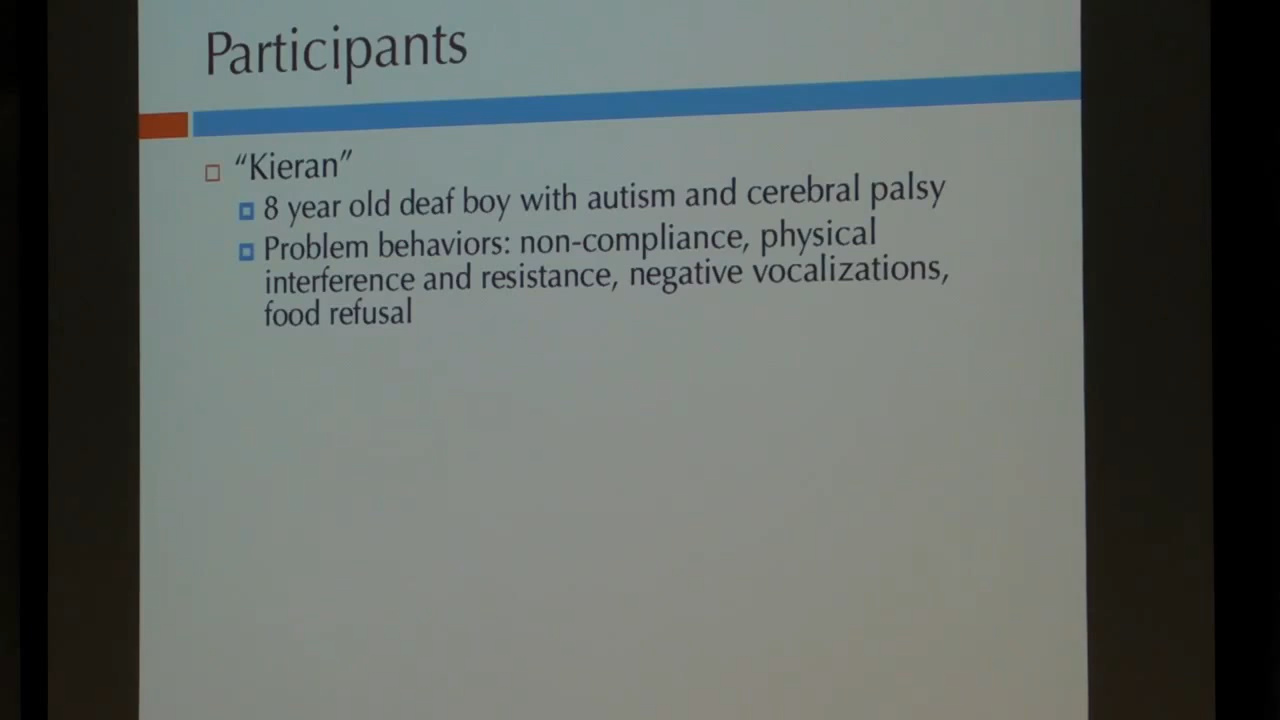 Participants
“Kieran”
8 year old deaf boy with autism and cerebral palsy
Problem behaviors: non-compliance, physical
interference and resistance, negative vocalizations,
food refusal